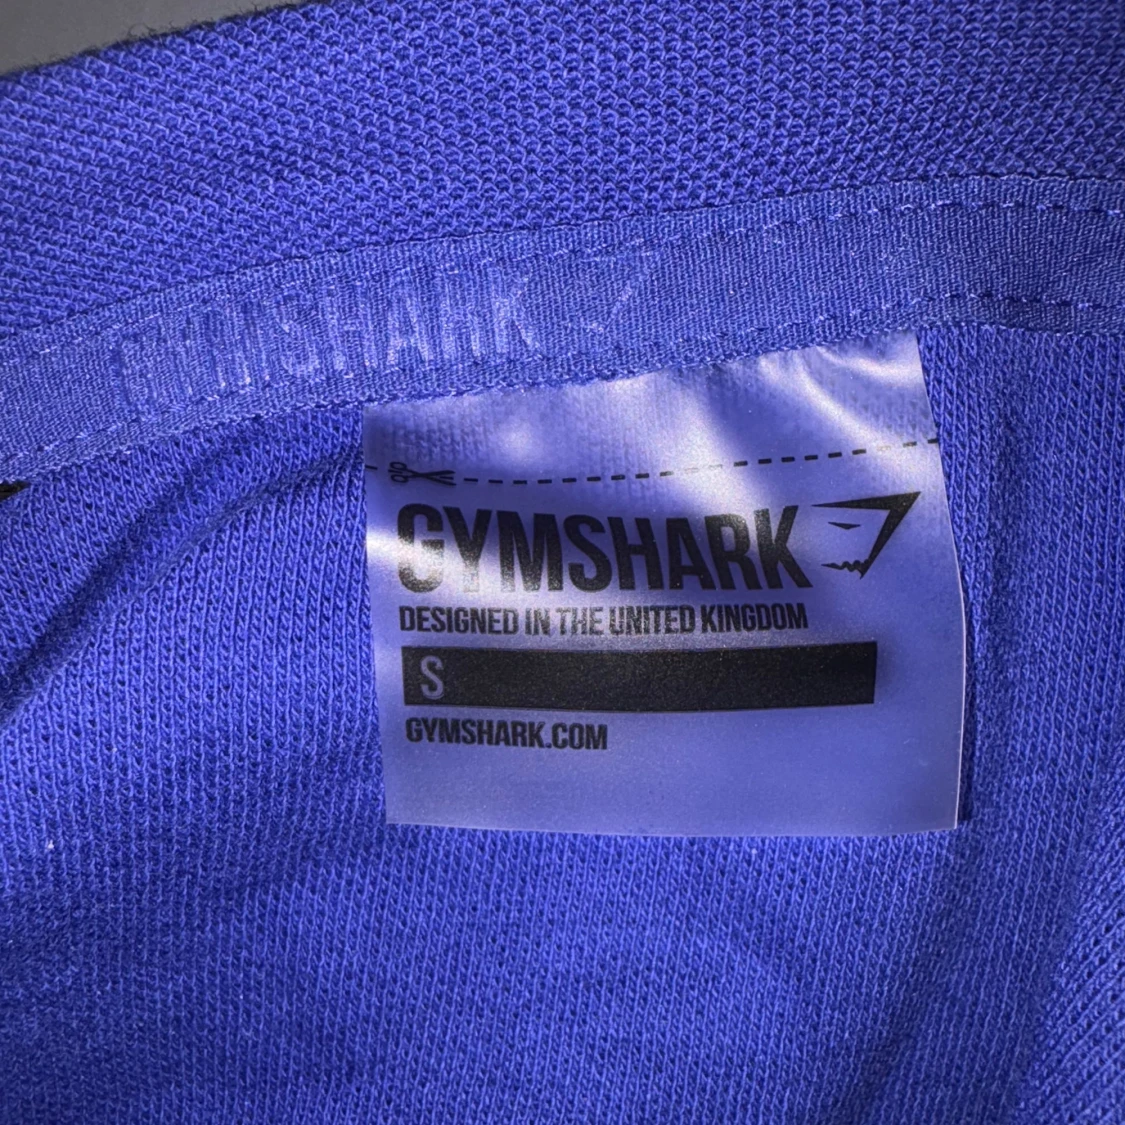 GYMSHARK
GYMSHARK
DESIGNED IN THE UNITED KINGDOM
S
GYMSHARK.COM